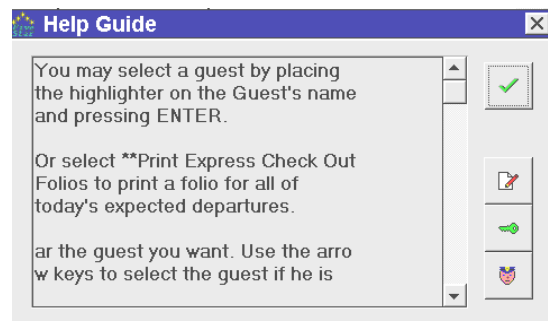 Help Guide
You may select a guest by placing
the highlighter on the Guest's name
and pressing ENTER.
Or select **Print Express Check Out
Folios to print a folio for all of
today's expected departures.
ar the guest you want. Use the arro
w keys to select the guest if he is